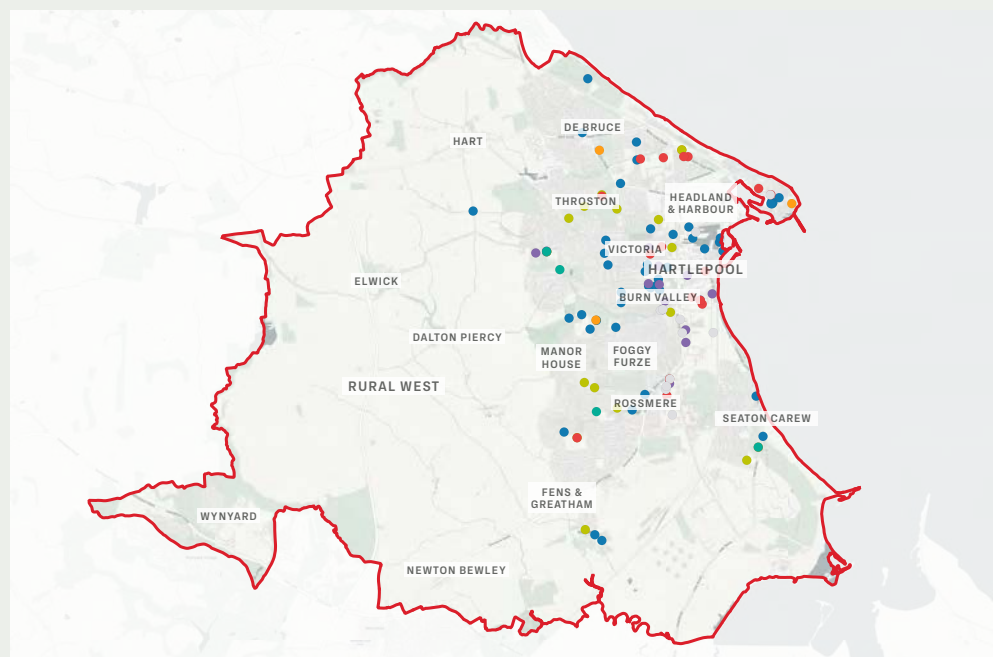 DE BRUCE
HART
THROSTON
HEADLAND
& HARBOUR
VICTORIA
HARTLEPOOL
ELWICK
BURN VALLEY
DALTON PIERCY
MANOR
HOUSE
FOGGY
FURZE
RURAL WEST
ROSSMERE
SEATON CAREW
FENS &
GREATHAM
WYNYARD
NEWTON BEWLEY